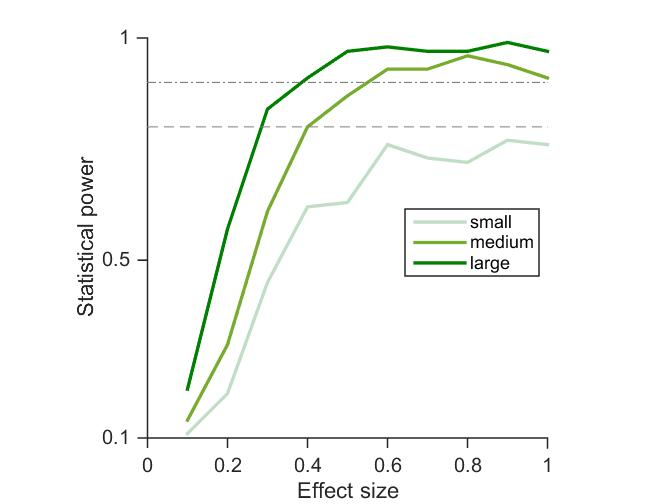 1
0.5
0.1
Statistical power
small
medium
large
0 0.2 0.4 0.6 0.8 1
Effect size